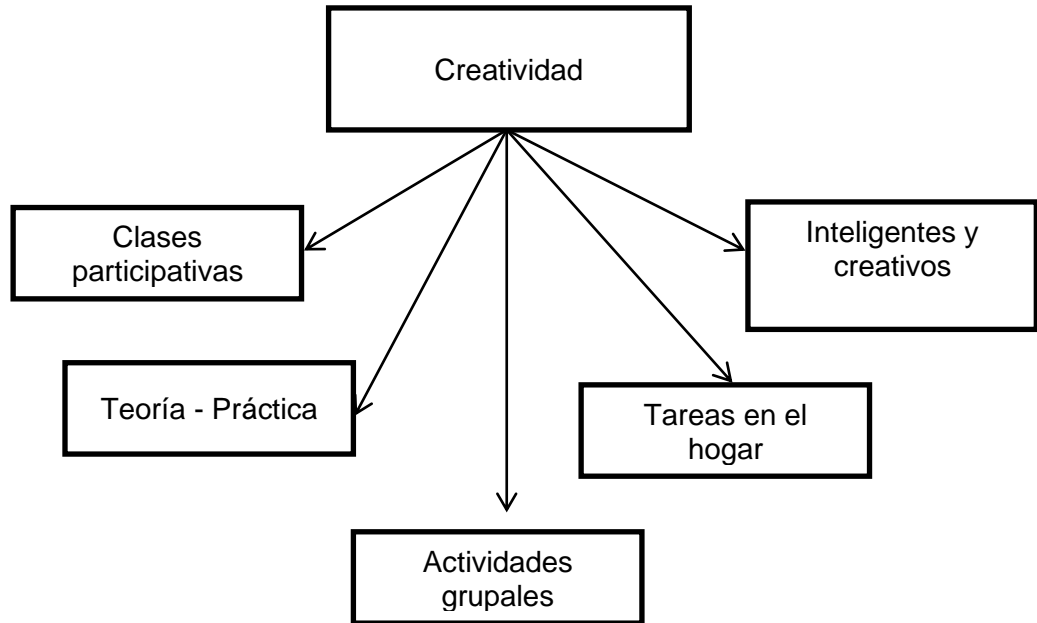 Creatividad
Clases
participativas
Inteligentes y
creativos
Teoría - Práctica
Tareas en el
hogar
Actividades
grupales